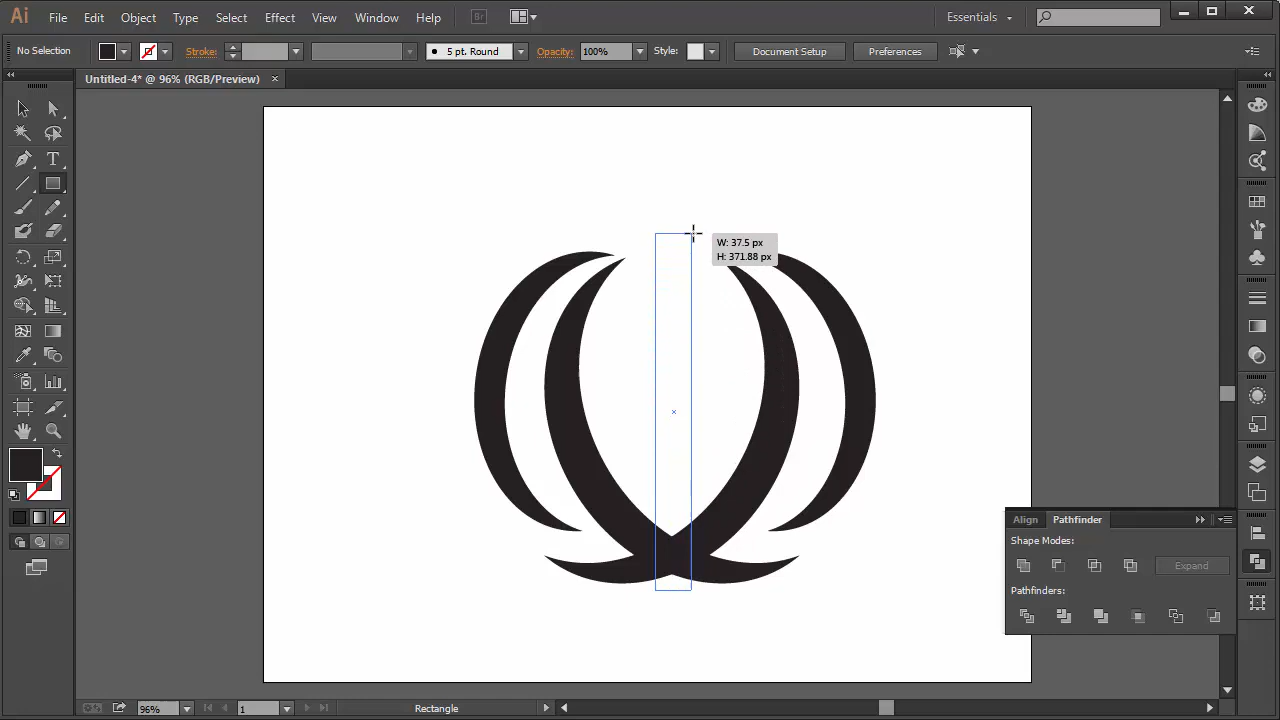 Ai File Edit Object Type Select Effect View Window Help Br Essentials
No Selection Stroke: 5 pt. Round Opacity: 100% Style: Document Setup Preferences
Untitled-4* @ 96% (RGB/Preview) ×
T
W: 37.5 px
H: 371.88 px
Align Pathfinder
Shape Modes:
Expand
Pathfinders:
96% 1 Rectangle